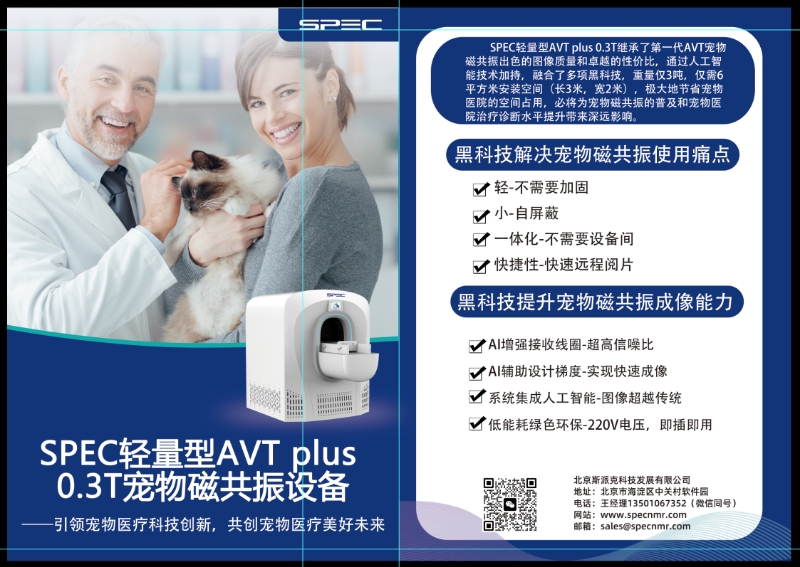 SPEC
SPEC
SPEC轻量型AVT plus
0.3T宠物磁共振设备
——引领宠物医疗科技创新，共创宠物医疗美好未来
SPEC轻量型AVT plus 0.3T继承了第一代AVT宠物
磁共振出色的图像质量和卓越的性价比，通过人工智
能技术加持，融合了多项黑科技，重量仅3吨，仅需6
平方米安装空间（长3米，宽2米），极大地节省宠物
医院的空间占用，必将为宠物磁共振的普及和宠物医
院治疗诊断水平提升带来深远影响。
黑科技解决宠物磁共振使用痛点
轻-不需要加固
小-自屏蔽
一体化-不需要设备间
快捷性-快速远程阅片
黑科技提升宠物磁共振成像能力
AI增强接收线圈-超高信噪比
AI辅助设计梯度-实现快速成像
系统集成人工智能-图像超越传统
低能耗绿色环保-220V电压，即插即用
北京斯派克科技发展有限公司
地址：北京市海淀区中关村软件园
电话：王经理13501067352（微信同号）
网站：www.specnmr.com
邮箱：sales@specnmr.com